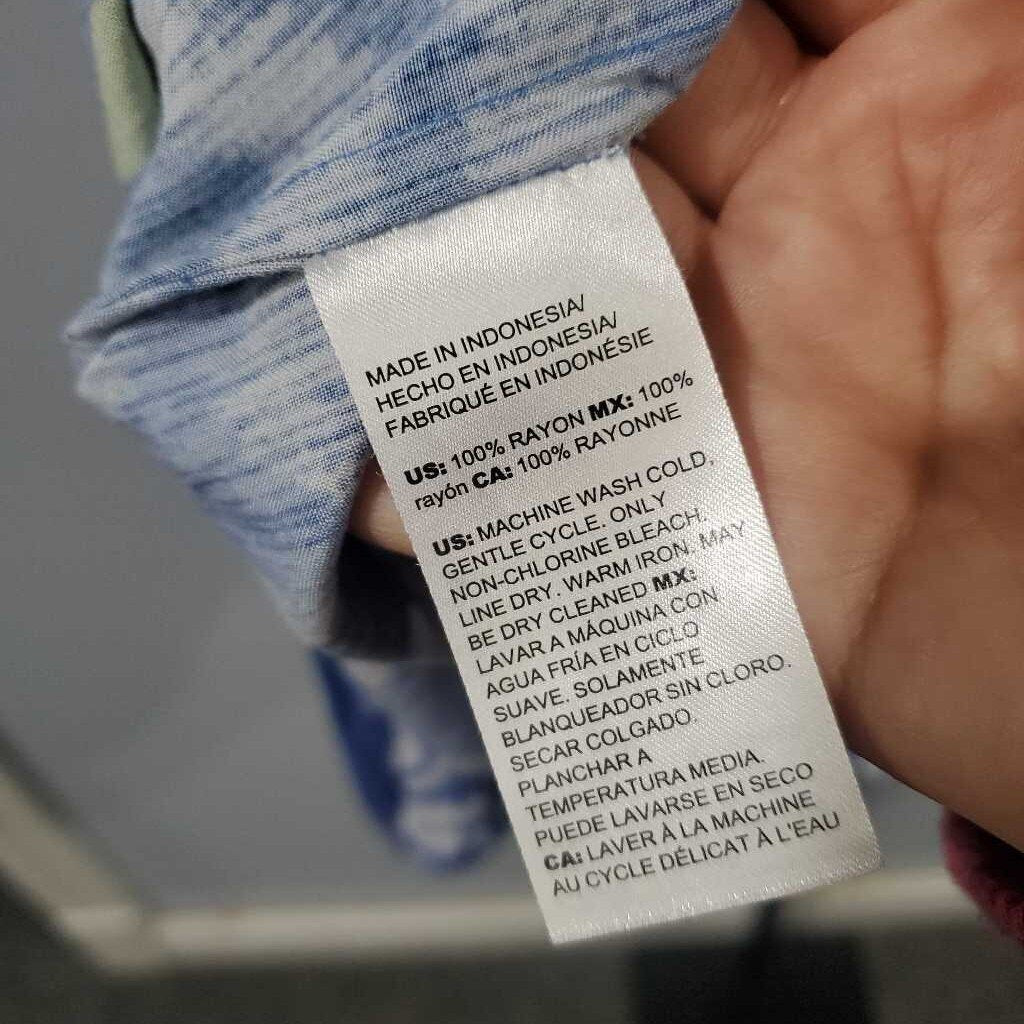 MADE IN INDONESIA/
HECHO EN INDONESIA/
FABRIQUÉ EN INDONÉSIE
US: 100% RAYON MX: 100%
rayón CA: 100% RAYONNE
US: MACHINE WASH COLD,
GENTLE CYCLE. ONLY
NON-CHLORINE BLEACH.
LINE DRY. WARM IRON. MAY
BE DRY CLEANED MX:
LAVAR A MÁQUINA CON
AGUA FRÍA EN CICLO
SUAVE. SOLAMENTE
BLANQUEADOR SIN CLORO.
SECAR COLGADO.
PLANCHAR A
TEMPERATURA MEDIA.
PUEDE LAVARSE EN SECO
CA: LAVER À LA MACHINE
AU CYCLE DÉLICAT À L'EAU